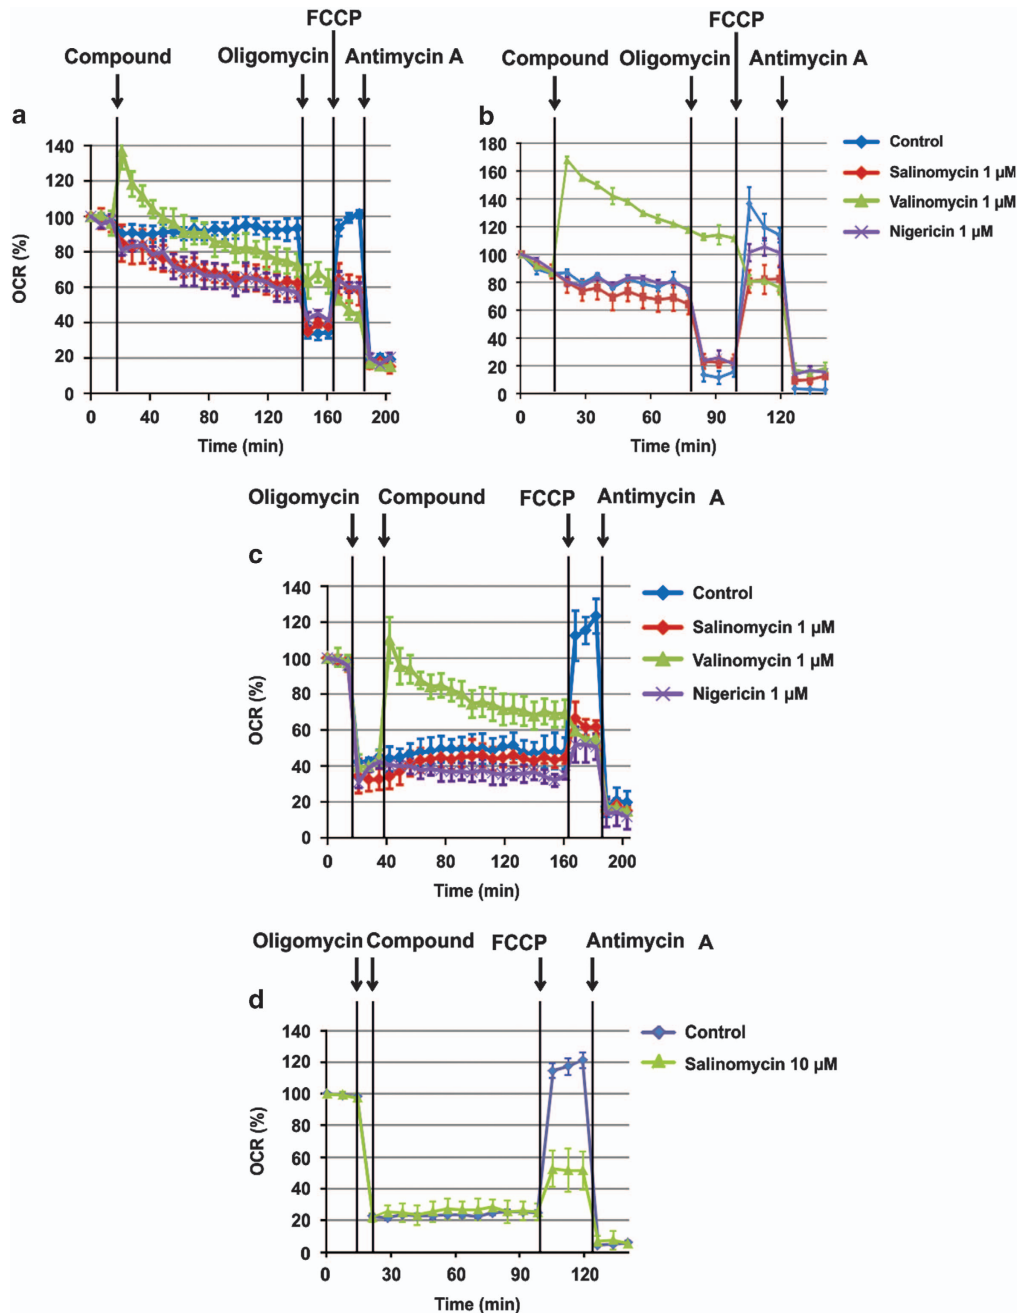 FCCP
Compound Oligomycin Antimycin A
a
140
120
100
80
60
40
20
0
OCR (%)
0 40 80 120 160 200
Time (min)
FCCP
Compound Oligomycin Antimycin A
b
180
160
140
120
100
80
60
40
20
0
0 30 60 90 120
Time (min)
Control
Salinomycin 1 µM
Valinomycin 1 µM
Nigericin 1 µM
Oligomycin Compound FCCP Antimycin A
c
140
120
100
80
60
40
20
0
OCR (%)
0 40 80 120 160 200
Time (min)
Control
Salinomycin 1 µM
Valinomycin 1 µM
Nigericin 1 µM
Oligomycin Compound FCCP Antimycin A
d
140
120
100
80
60
40
20
0
OCR (%)
0 30 60 90 120
Time (min)
Control
Salinomycin 10 µM